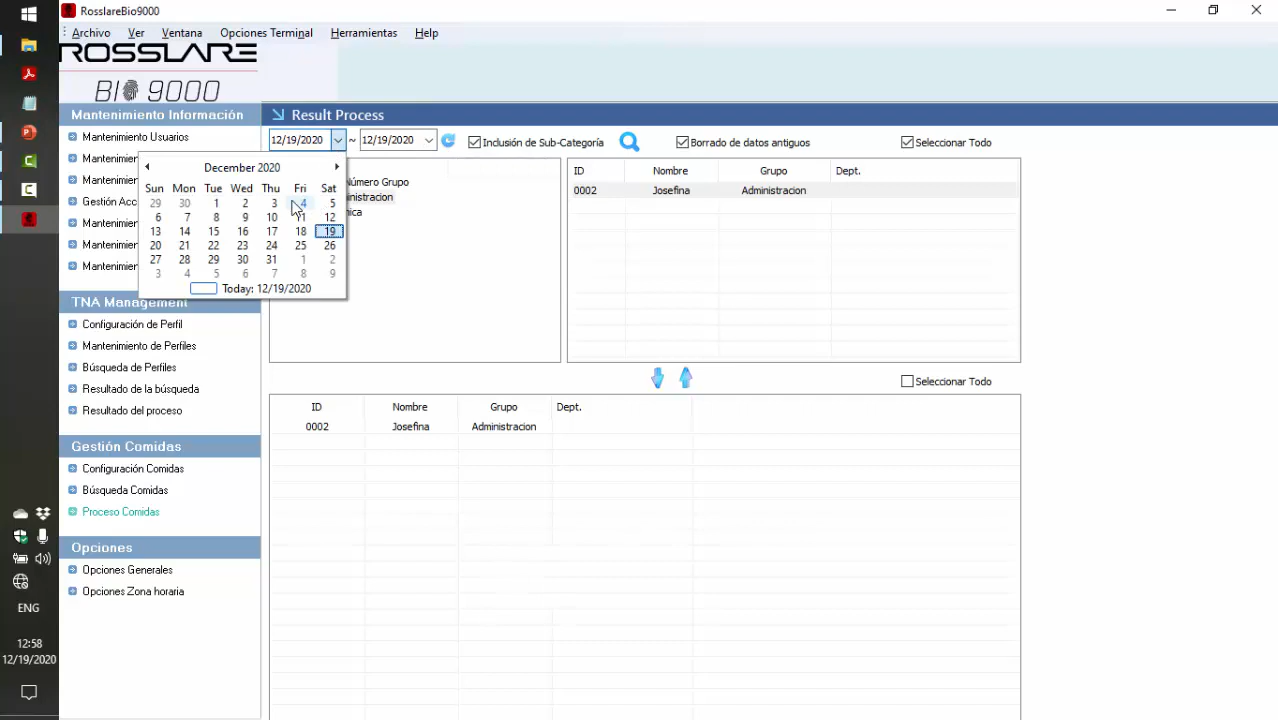 RosslareBio9000
Archivo Ver Ventana Opciones Terminal Herramientas Help
ROSSLARE
BIO 9000
Mantenimiento Información
Mantenimiento Usuarios
Mantenimien
Mantenimien
Gestión Acc
Mantenimien
Mantenimien
Mantenimien
TNA Management
Configuración de Perfil
Mantenimiento de Perfiles
Búsqueda de Perfiles
Resultado de la búsqueda
Resultado del proceso
Gestión Comidas
Configuración Comidas
Búsqueda Comidas
Proceso Comidas
Opciones
Opciones Generales
Opciones Zona horaria
Result Process
12/19/2020 ~ 12/19/2020 Inclusión de Sub-Categoría Borrado de datos antiguos Seleccionar Todo
December 2020
Sun Mon Tue Wed Thu Fri Sat
29 30 1 2 3 4 5
6 7 8 9 10 11 12
13 14 15 16 17 18 19
20 21 22 23 24 25 26
27 28 29 30 31 1 2
3 4 5 6 7 8 9
Today: 12/19/2020
Número Grupo
inistracion
ica
ID Nombre Grupo Dept.
0002 Josefina Administracion
Seleccionar Todo
ID Nombre Grupo Dept.
0002 Josefina Administracion
ENG
12:58
12/19/2020